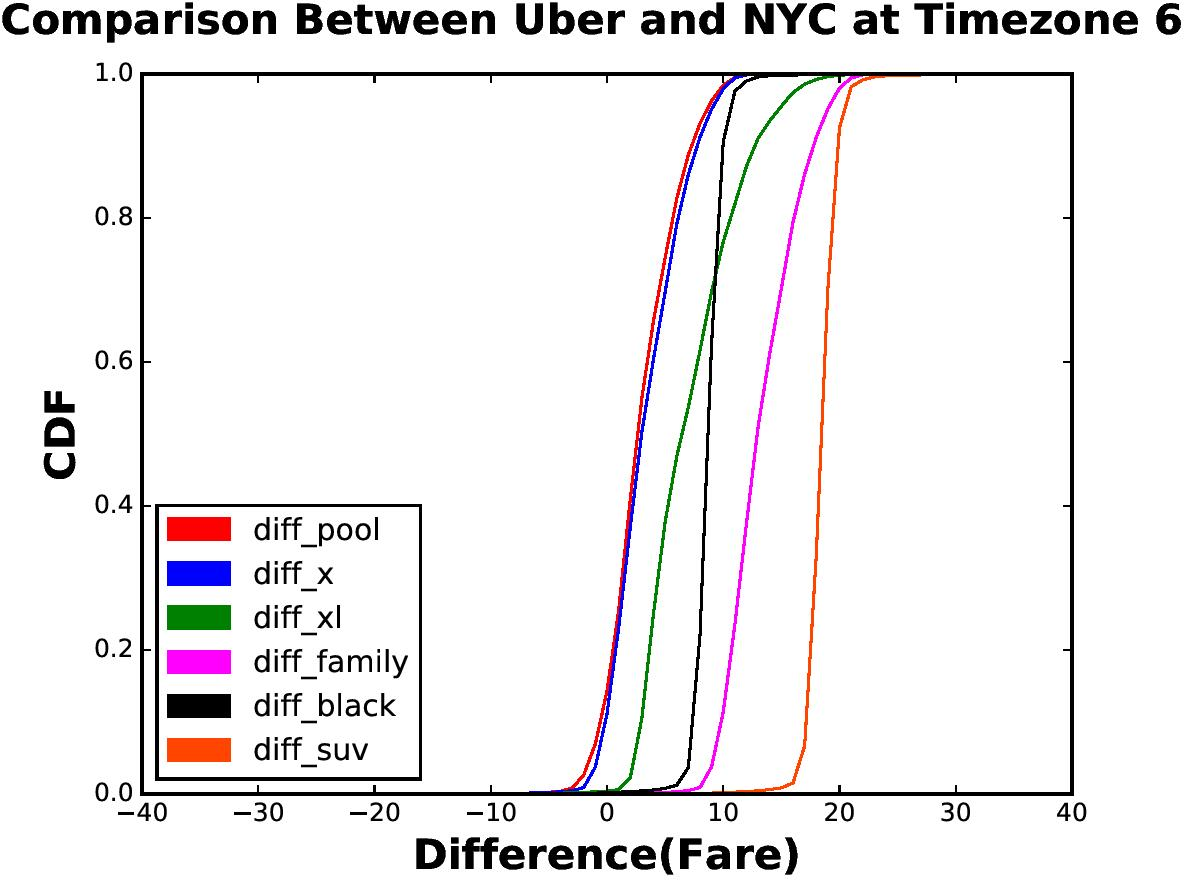 Comparison Between Uber and NYC at Timezone 6
1.0
0.8
0.6
0.4
0.2
0.0
CDF
diff_pool
diff_x
diff_xl
diff_family
diff_black
diff_suv
−40 −30 −20 −10 0 10 20 30 40
Difference(Fare)